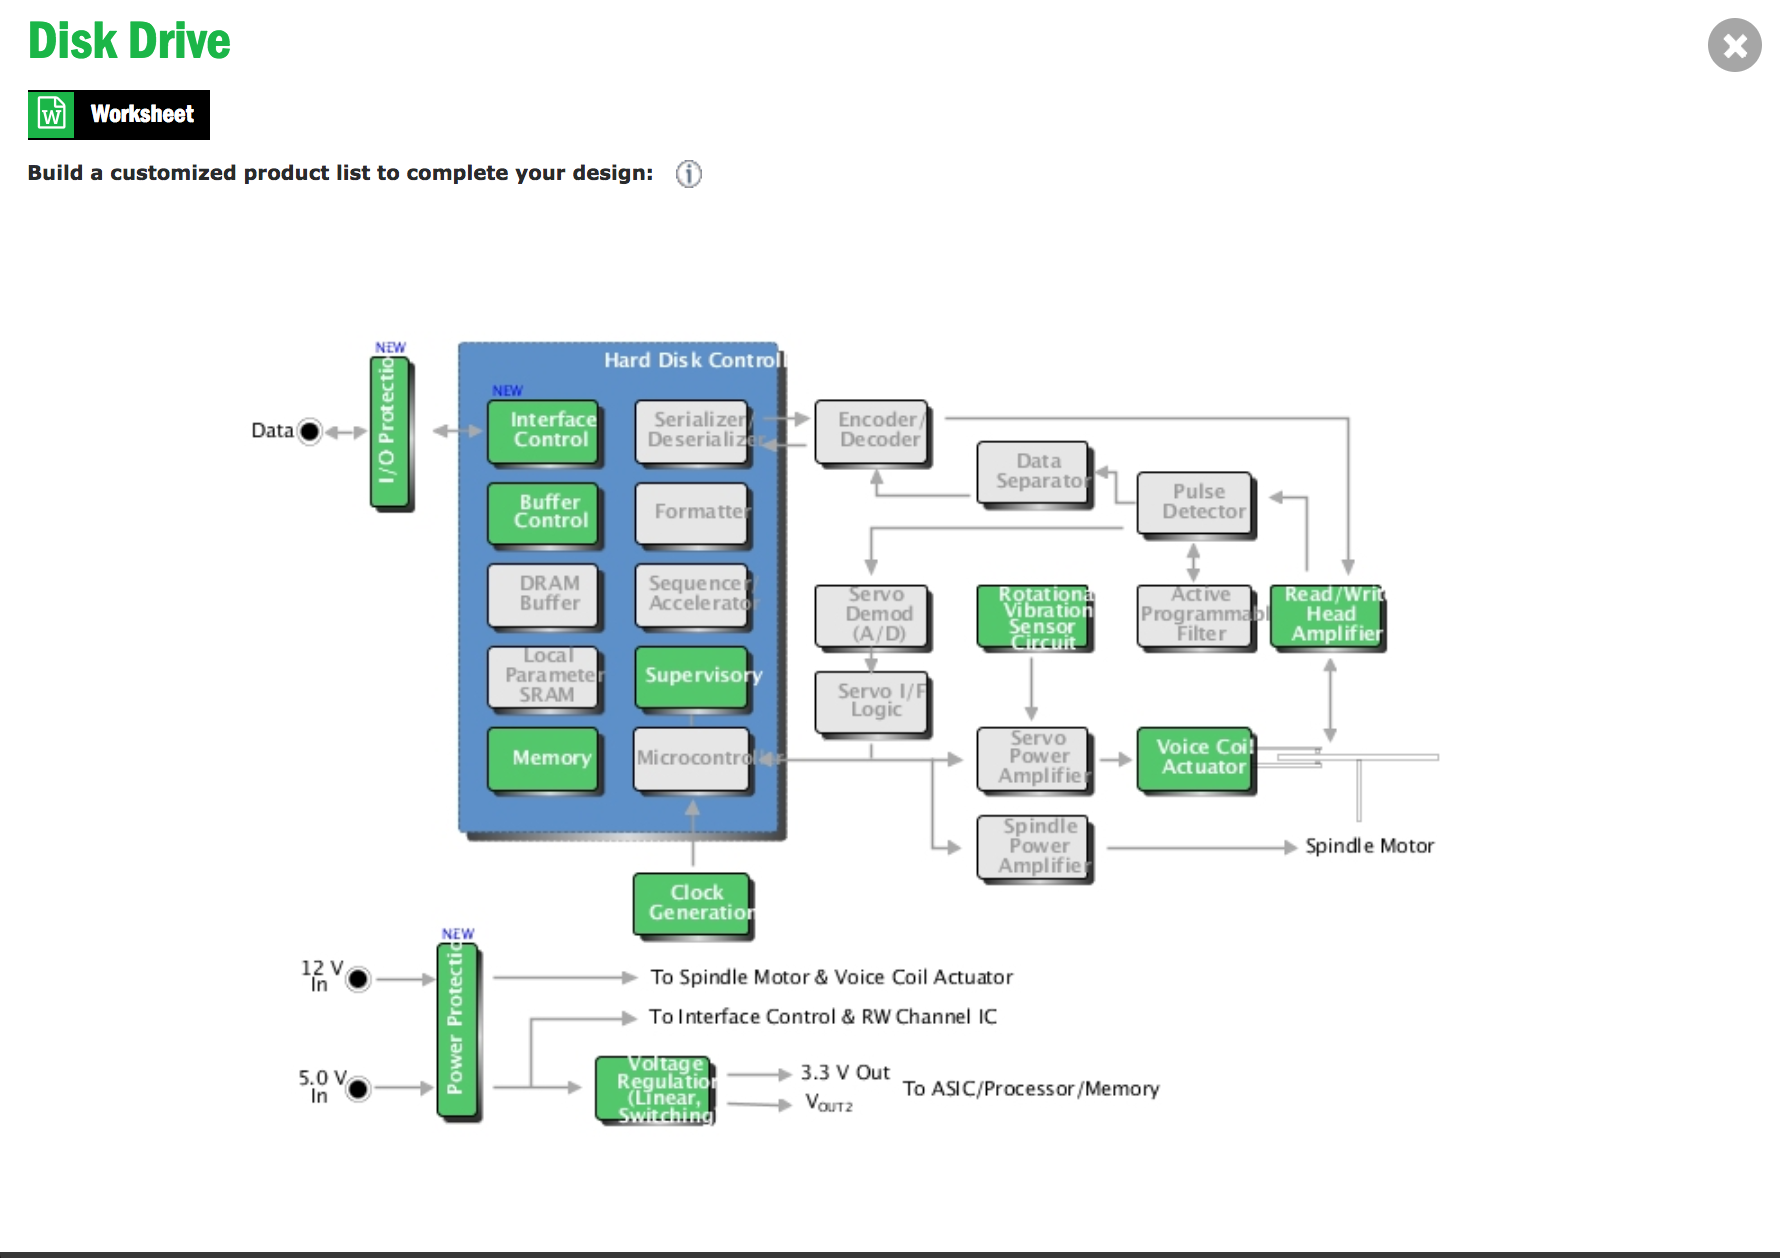 Disk Drive
W
Worksheet
Build a customized product list to complete your design:
i
NEW
I/O Protectio
Data
Hard Disk Control
NEW
Interface
Control
Serializer/
Deserializer
Encoder/
Decoder
Data
Separator
Pulse
Detector
Buffer
Control
Formatter
DRAM
Buffer
Sequencer/
Accelerator
Servo
Demod
(A/D)
Rotationa
Vibration
Sensor
Circuit
Active
Programmabl
Filter
Read/Writ
Head
Amplifier
Local
Parameter
SRAM
Supervisory
Servo I/F
Logic
Memory
Microcontroller
Servo
Power
Amplifier
Voice Coil
Actuator
Spindle
Power
Amplifier
Spindle Motor
Clock
Generation
NEW
Power Protectio
12 V
In
To Spindle Motor & Voice Coil Actuator
To Interface Control & RW Channel IC
5.0 V
In
Voltage
Regulation
(Linear,
Switching)
3.3 V Out
VOUT2
To ASIC/Processor/Memory